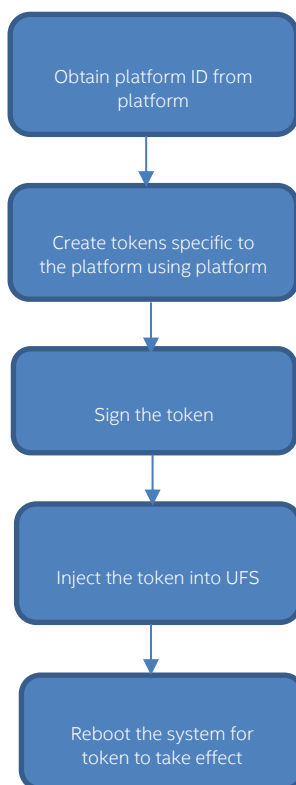 Obtain platform ID from
platform
Create tokens specific to
the platform using platform
Sign the token
Inject the token into UFS
Reboot the system for
token to take effect